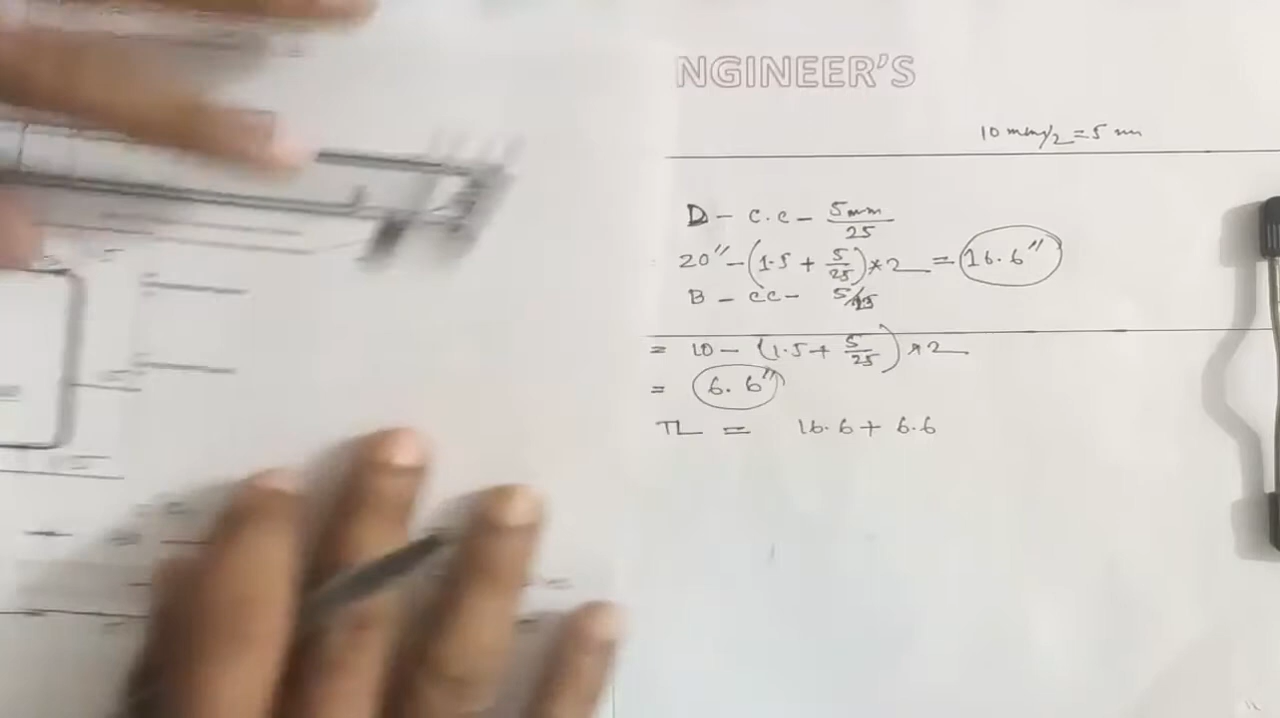 NGINEER'S
10 mm/2 = 5 mm
D - C.C - 5mm/25
20" - (1.5 + 5/25) * 2 = 16.6"
B - CC - 5/25
= 10 - (1.5 + 5/25) * 2
= 6.6"
TL = 16.6 + 6.6